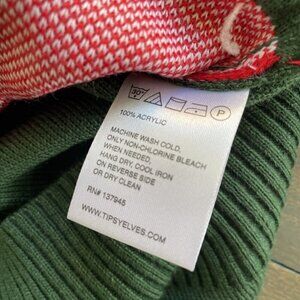 30°
P
100% ACRYLIC
MACHINE WASH COLD,
ONLY NON-CHLORINE BLEACH
WHEN NEEDED,
HANG DRY, COOL IRON
ON REVERSE SIDE
OR DRY CLEAN
RN# 137945
WWW.TIPSYELVES.COM